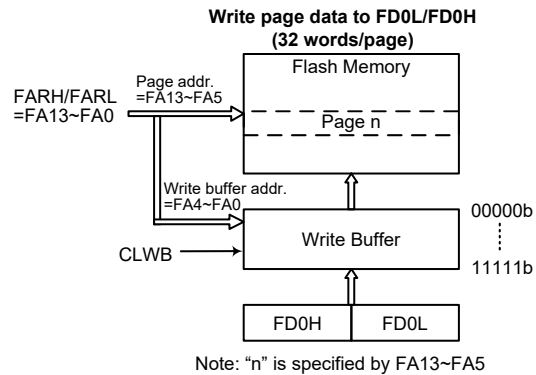 Write page data to FD0L/FD0H
(32 words/page)
Flash Memory
Page addr.
=FA13~FA5
FARH/FARL
=FA13~FA0
Page n
Write buffer addr.
=FA4~FA0
00000b
Write Buffer
CLWB
11111b
FD0H
FD0L
Note: “n” is specified by FA13~FA5